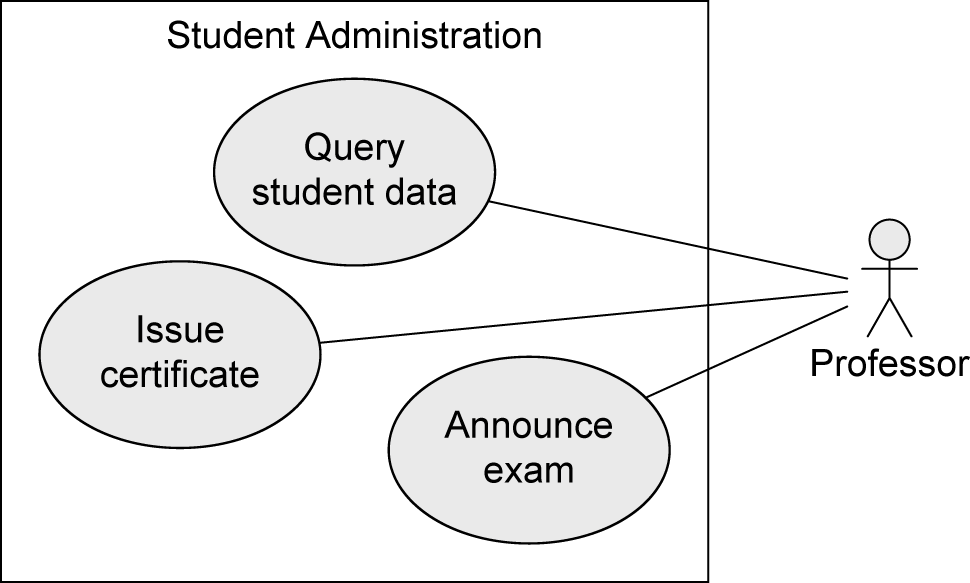 Student Administration
Query
student data
Issue
certificate
Announce
exam
Professor